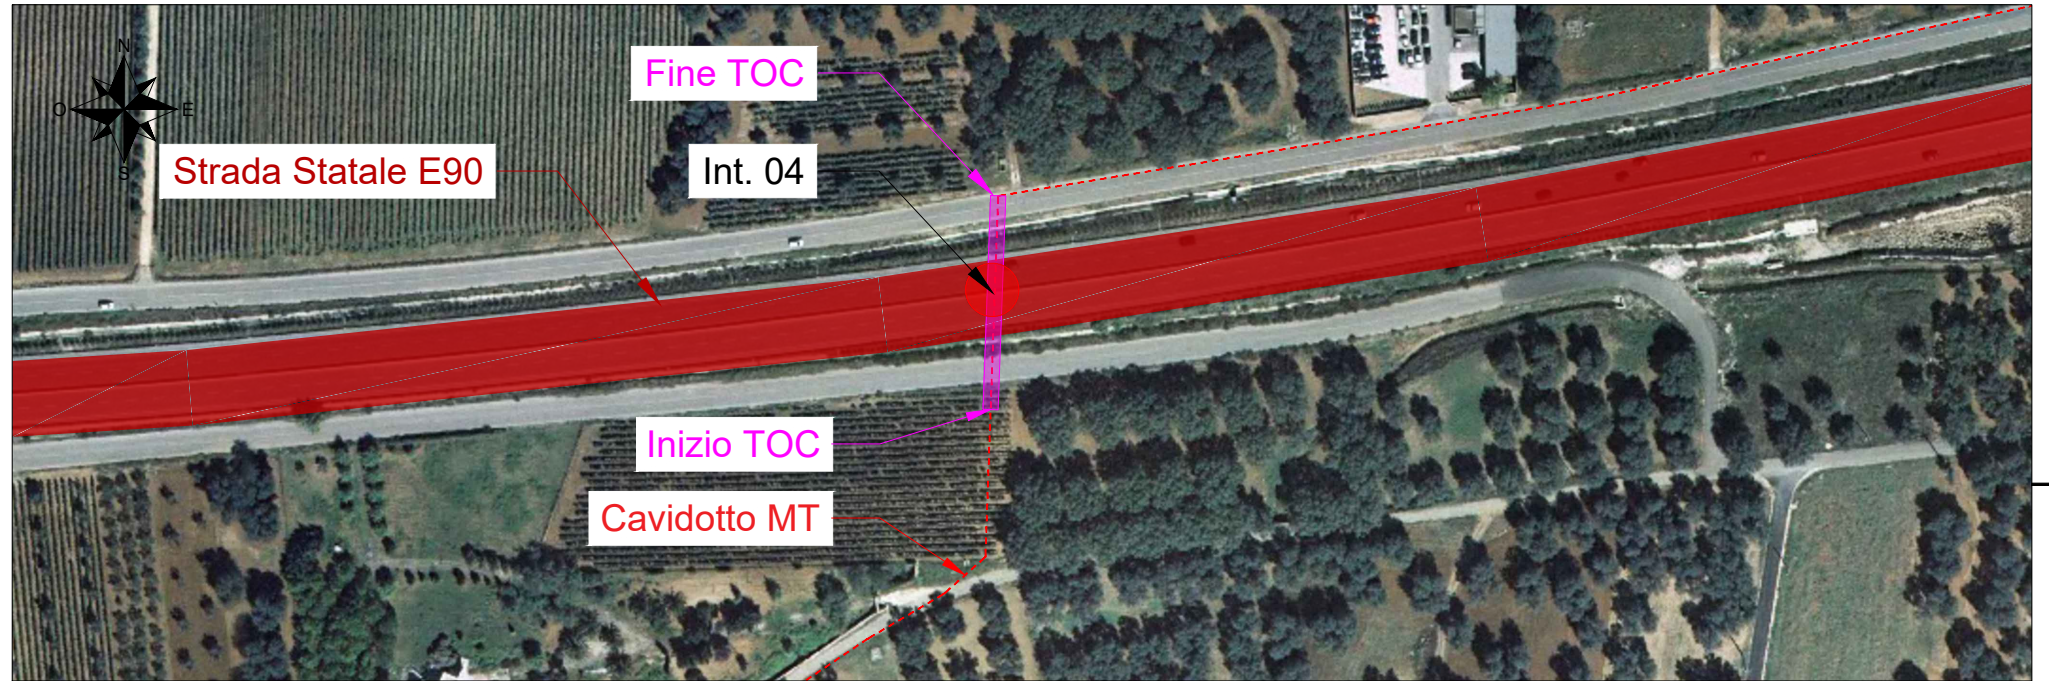 N
O
E
S
Fine TOC
Strada Statale E90
Int. 04
Inizio TOC
Cavidotto MT